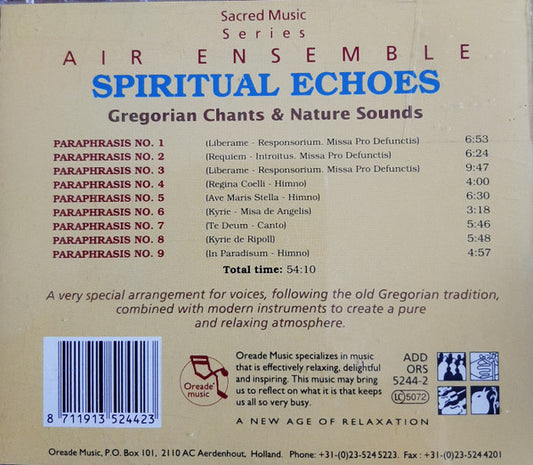 Sacred Music
Series
AIR ENSEMBLE
SPIRITUAL ECHOES
Gregorian Chants & Nature Sounds
PARAPHRASIS NO. 1 (Liberame - Responsorium. Missa Pro Defunctis) 6:53
PARAPHRASIS NO. 2 (Requiem - Introitus. Missa Pro Defunctis) 6:24
PARAPHRASIS NO. 3 (Liberame - Responsorium. Missa Pro Defunctis) 9:47
PARAPHRASIS NO. 4 (Regina Coelli - Himno) 4:00
PARAPHRASIS NO. 5 (Ave Maris Stella - Himno) 6:30
PARAPHRASIS NO. 6 (Kyrie - Misa de Angelis) 3:18
PARAPHRASIS NO. 7 (Te Deum - Canto) 5:46
PARAPHRASIS NO. 8 (Kyrie de Ripoll) 5:48
PARAPHRASIS NO. 9 (In Paradisum - Himno) 4:57
Total time: 54:10
A very special arrangement for voices, following the old Gregorian tradition,
combined with modern instruments to create a pure
and relaxing atmosphere.
8 711913 524423
Oreade
music
Oreade Music specializes in music
that is effectively relaxing, delightful
and inspiring. This music may bring
us to reflect on what it is that keeps
us all so very busy.
ADD
ORS
5244-2
LC 5072
A NEW AGE OF RELAXATION
Oreade Music, P.O. Box 101, 2110 AC Aerdenhout, Holland. Phone: +31-(0)23-524 5223. Fax : +31-(0)23-524 4201